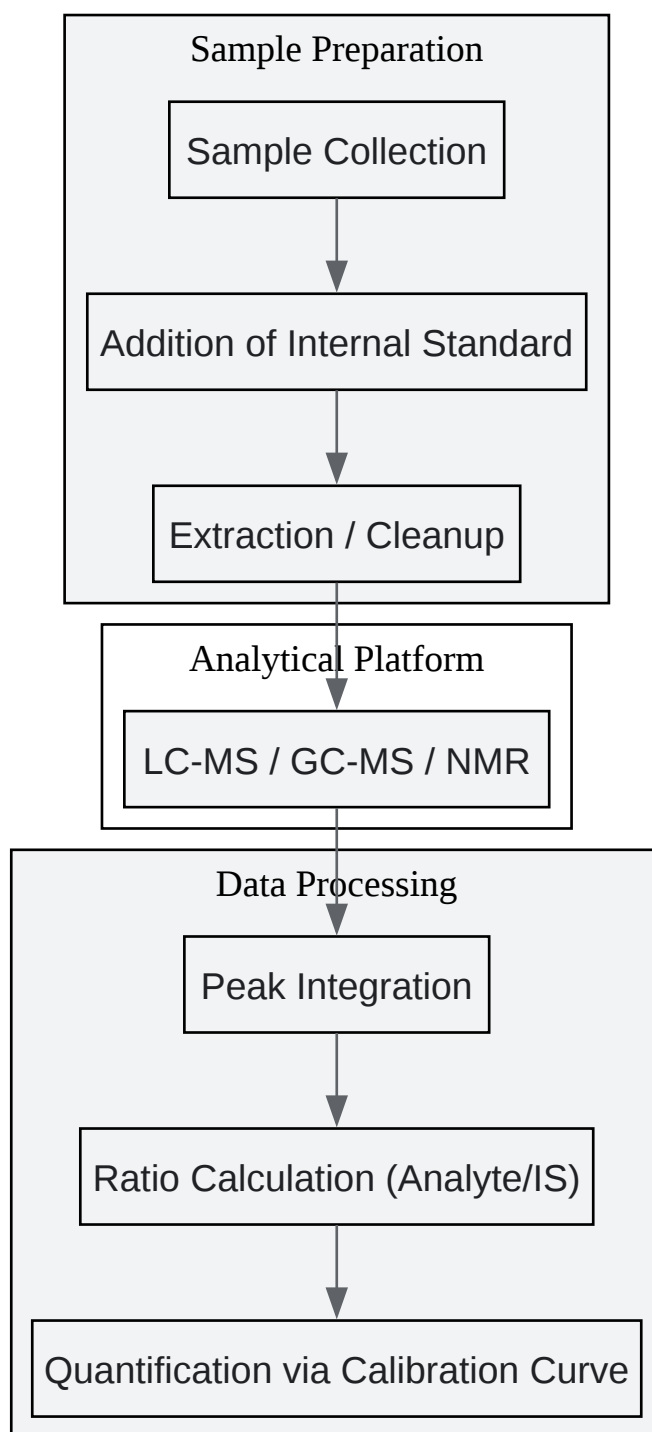 Sample Preparation
Sample Collection
Addition of Internal Standard
Extraction / Cleanup
Analytical Platform
LC-MS / GC-MS / NMR
Data Processing
Peak Integration
Ratio Calculation (Analyte/IS)
Quantification via Calibration Curve